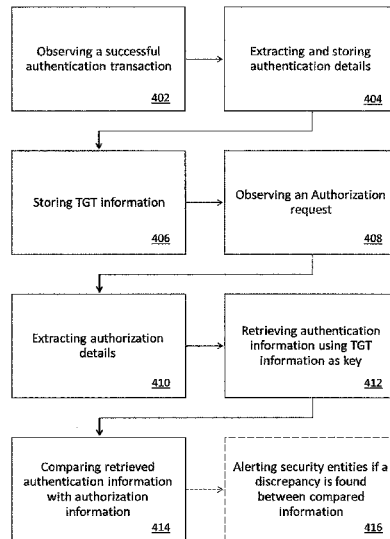 Observing a successful
authentication transaction
402
Extracting and storing
authentication details
404
Storing TGT information
406
Observing an Authorization
request
408
Extracting authorization
details
410
Retrieving authentication
information using TGT
information as key
412
Comparing retrieved
authentication information
with authorization
information
414
Alerting security entities if a
discrepancy is found
between compared
information
416